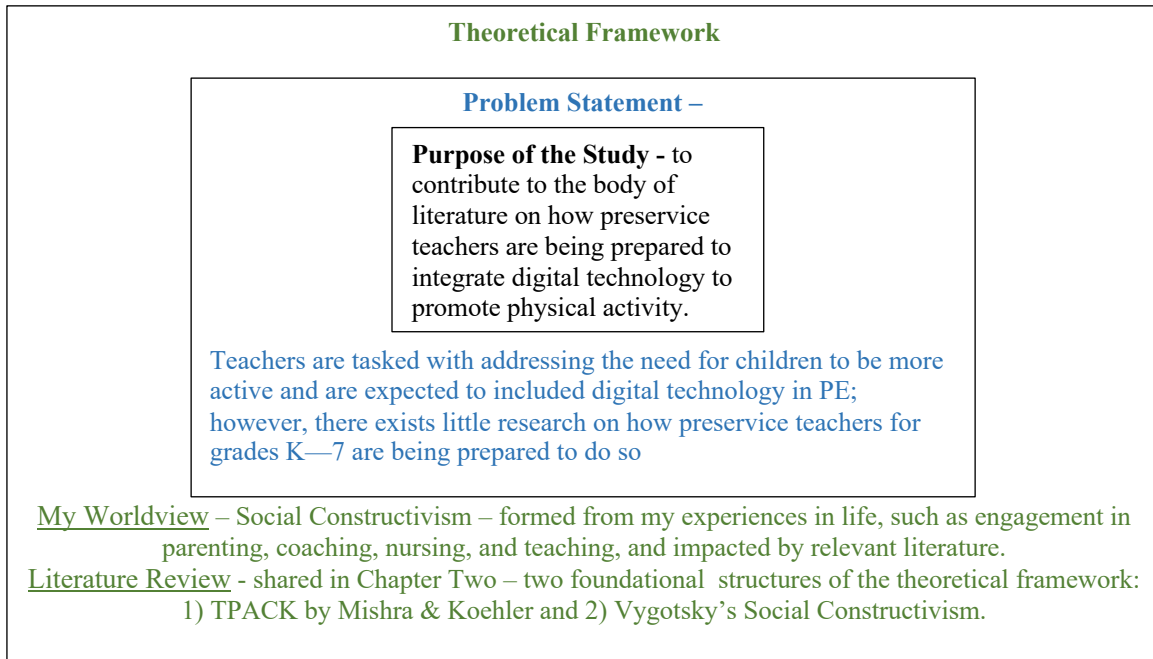 Theoretical Framework
Problem Statement –
Purpose of the Study - to
contribute to the body of
literature on how preservice
teachers are being prepared to
integrate digital technology to
promote physical activity.
Teachers are tasked with addressing the need for children to be more
active and are expected to included digital technology in PE;
however, there exists little research on how preservice teachers for
grades K—7 are being prepared to do so
My Worldview – Social Constructivism – formed from my experiences in life, such as engagement in
parenting, coaching, nursing, and teaching, and impacted by relevant literature.
Literature Review - shared in Chapter Two – two foundational structures of the theoretical framework:
1) TPACK by Mishra & Koehler and 2) Vygotsky’s Social Constructivism.